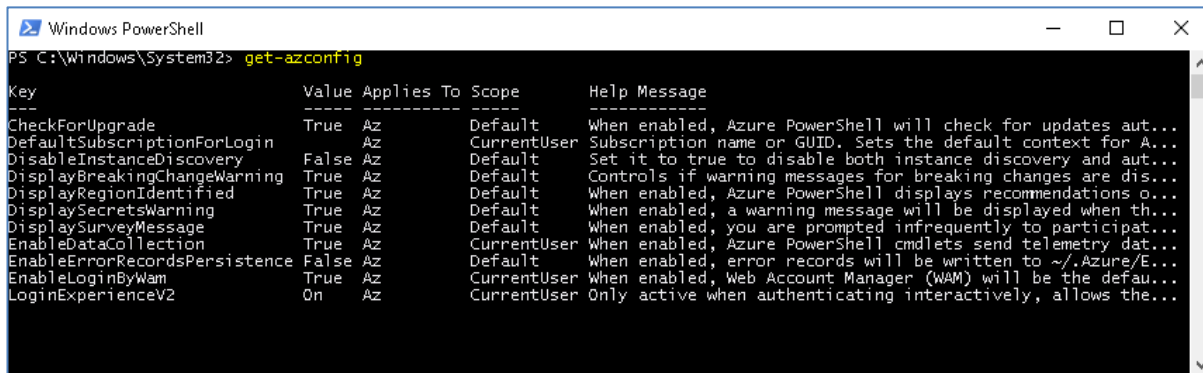 Windows PowerShell
PS C:\Windows\System32> get-azconfig
Key Value Applies To Scope Help Message
--- ----- ---------- ----- ------------
CheckForUpgrade True Az Default When enabled, Azure PowerShell will check for updates aut...
DefaultSubscriptionForLogin Az CurrentUser Subscription name or GUID. Sets the default context for A...
DisableInstanceDiscovery False Az Default Set it to true to disable both instance discovery and aut...
DisplayBreakingChangeWarning True Az Default Controls if warning messages for breaking changes are dis...
DisplayRegionIdentified True Az Default When enabled, Azure PowerShell displays recommendations o...
DisplaySecretsWarning True Az Default When enabled, a warning message will be displayed when th...
DisplaySurveyMessage True Az Default When enabled, you are prompted infrequently to participat...
EnableDataCollection True Az CurrentUser When enabled, Azure PowerShell cmdlets send telemetry dat...
EnableErrorRecordsPersistence False Az Default When enabled, error records will be written to ~/.Azure/E...
EnableLoginByWam True Az CurrentUser When enabled, Web Account Manager (WAM) will be the defau...
LoginExperienceV2 On Az CurrentUser Only active when authenticating interactively, allows the...